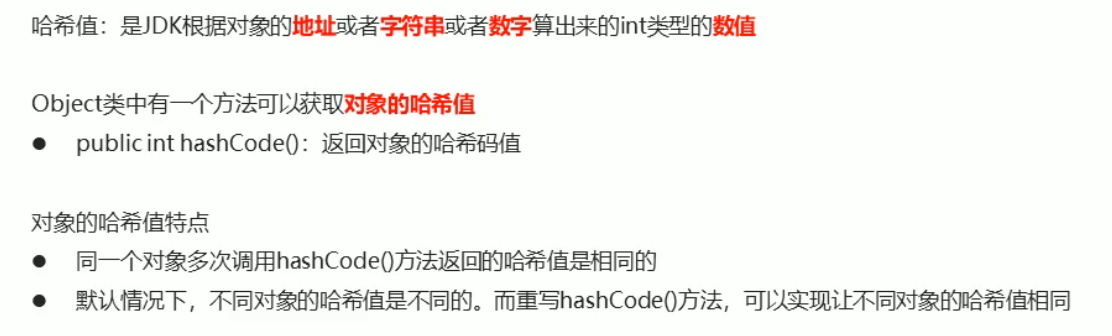 哈希值：是JDK根据对象的地址或者字符串或者数字算出来的int类型的数值
Object类中有一个方法可以获取对象的哈希值
● public int hashCode()：返回对象的哈希码值
对象的哈希值特点
● 同一个对象多次调用hashCode()方法返回的哈希值是相同的
● 默认情况下，不同对象的哈希值是不同的。而重写hashCode()方法，可以实现让不同对象的哈希值相同